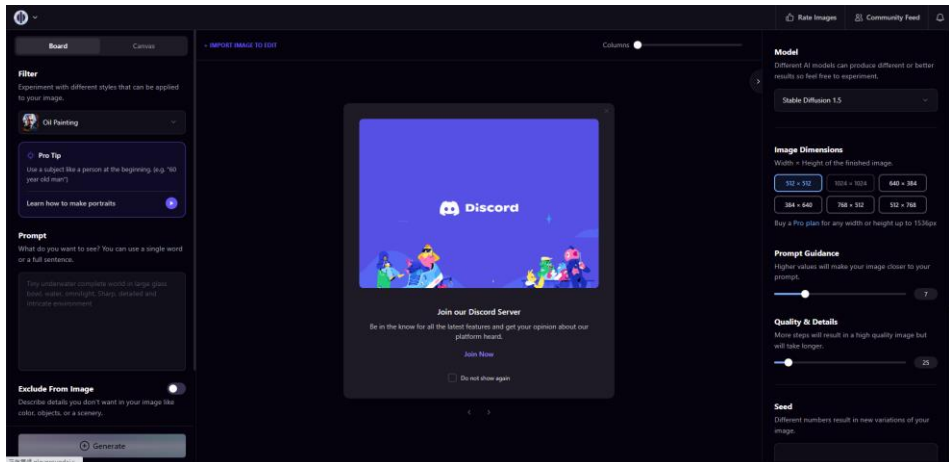 Rate Images
Community Feed
Board
Canvas
+ IMPORT IMAGE TO EDIT
Columns
Filter
Experiment with different styles that can be applied
to your image.
Oil Painting
Pro Tip
Use a subject like a person at the beginning. (e.g. "60
year old man")
Learn how to make portraits
Prompt
What do you want to see? You can use a single word
or a full sentence.
Tiny underwater complete world in large glass
bowl, water, omnilight, Sharp, detailed and
intricate environment
Exclude From Image
Describe details you don't want in your image like
color, objects, or a scenery.
Generate
Discord
Join our Discord Server
Be in the know for all the latest features and get your opinion about our
platform heard.
Join Now
Do not show again
Model
Different AI models can produce different or better
results so feel free to experiment.
Stable Diffusion 1.5
Image Dimensions
Width × Height of the finished image.
512 × 512
1024 × 1024
640 × 384
384 × 640
768 × 512
512 × 768
Buy a Pro plan for any width or height up to 1536px
Prompt Guidance
Higher values will make your image closer to your
prompt.
7
Quality & Details
More steps will result in a high quality image but
will take longer.
25
Seed
Different numbers result in new variations of your
image.